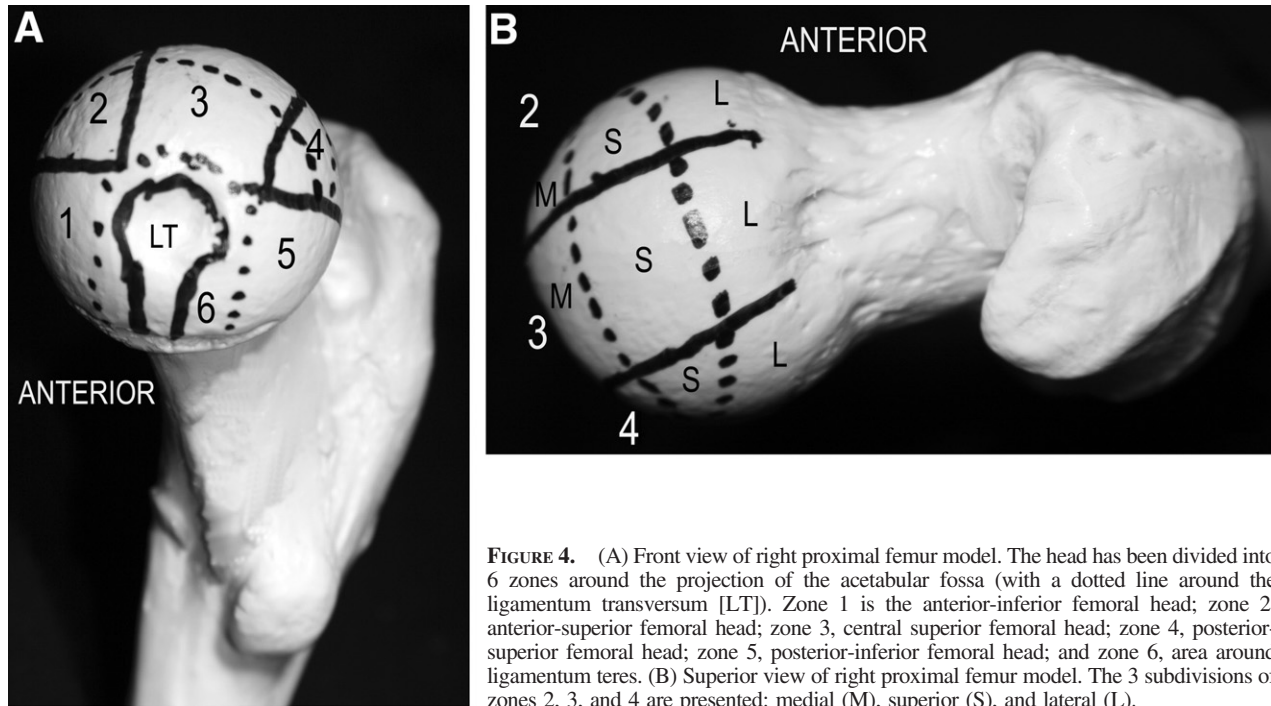 A
2
3
4
1
LT
5
6
ANTERIOR
B
ANTERIOR
L
2
S
M
L
S
M
3
L
S
4
FIGURE 4. (A) Front view of right proximal femur model. The head has been divided into
6 zones around the projection of the acetabular fossa (with a dotted line around the
ligamentum transversum [LT]). Zone 1 is the anterior-inferior femoral head; zone 2
anterior-superior femoral head; zone 3, central superior femoral head; zone 4, posterior-
superior femoral head; zone 5, posterior-inferior femoral head; and zone 6, area around
ligamentum teres. (B) Superior view of right proximal femur model. The 3 subdivisions of
zones 2, 3, and 4 are presented: medial (M), superior (S), and lateral (L).